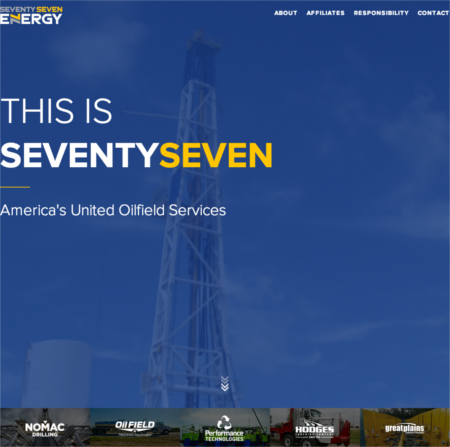 SEVENTY SEVEN
ENERGY
ABOUT AFFILIATES RESPONSIBILITY CONTACT
THIS IS
SEVENTYSEVEN
America's United Oilfield Services
NOMAC
DRILLING
OILFIELD
Performance
TECHNOLOGIES
HODGES
greatplains